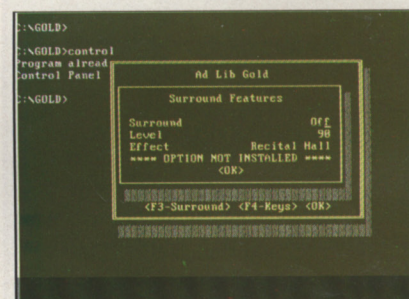 C:\GOLD>
C:\GOLD>control
Program alread
Control Panel
C:\GOLD>
Ad Lib Gold
Surround Features
Surround Off
Level 90
Effect Recital Hall
**** OPTION NOT INSTALLED ****
<OK>
<F3-Surround> <F4-Keys> <OK>